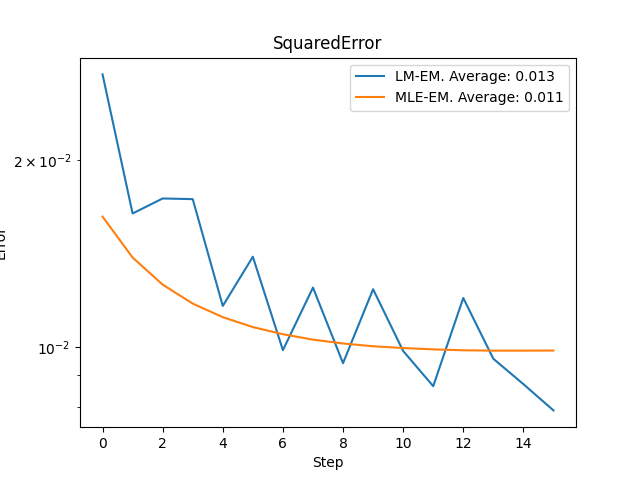 SquaredError
LM-EM. Average: 0.013
MLE-EM. Average: 0.011
2 × 10⁻²
Error
10⁻²
0 2 4 6 8 10 12 14
Step